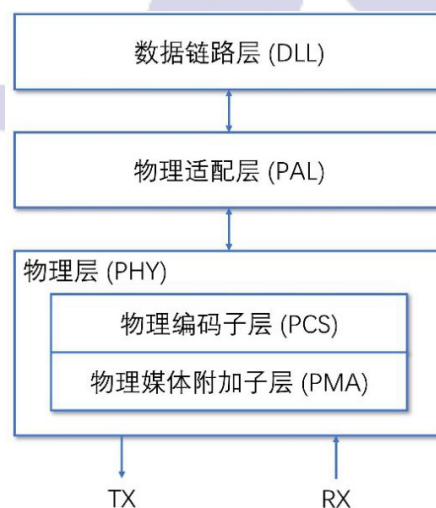 数据链路层 (DLL)
物理适配层 (PAL)
物理层 (PHY)
物理编码子层 (PCS)
物理媒体附加子层 (PMA)
TX RX